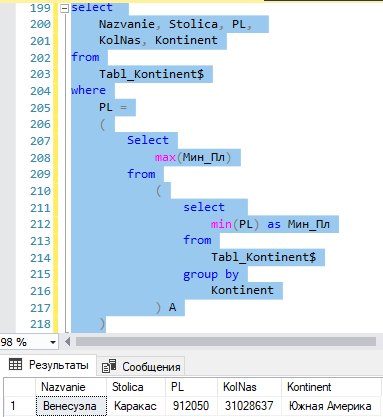 199 select
200 Nazvanie, Stolica, PL,
201 KolNas, Kontinent
202 from
203 Tabl_Kontinent$
204 where
205 PL =
206 (
207 Select
208 max(Мин_Пл)
209 from
210 (
211 select
212 min(PL) as Мин_Пл
213 from
214 Tabl_Kontinent$
215 group by
216 Kontinent
217 ) A
218 )
98 %
Результаты Сообщения
Nazvanie Stolica PL KolNas Kontinent
1 Венесуэла Каракас 912050 31028637 Южная Америка